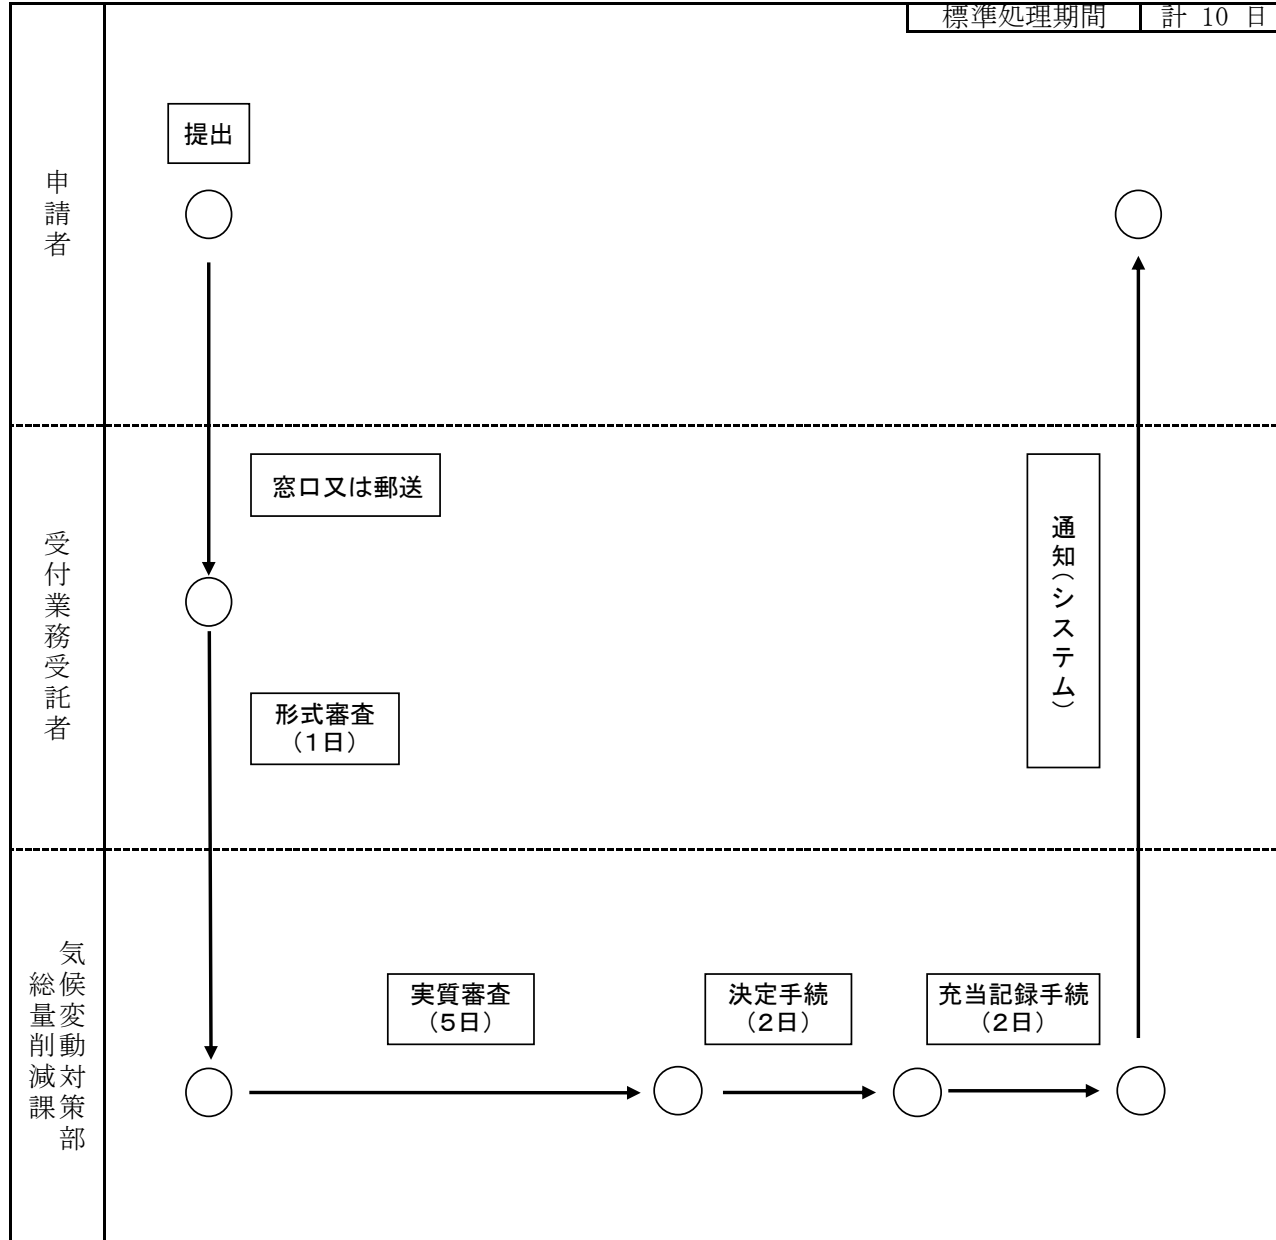 標準処理期間
計 10 日
申請者
提出
受付業務受託者
窓口又は郵送
通知(システム)
形式審査
(1日)
気候変動対策部
総量削減課
実質審査
(5日)
決定手続
(2日)
充当記録手続
(2日)